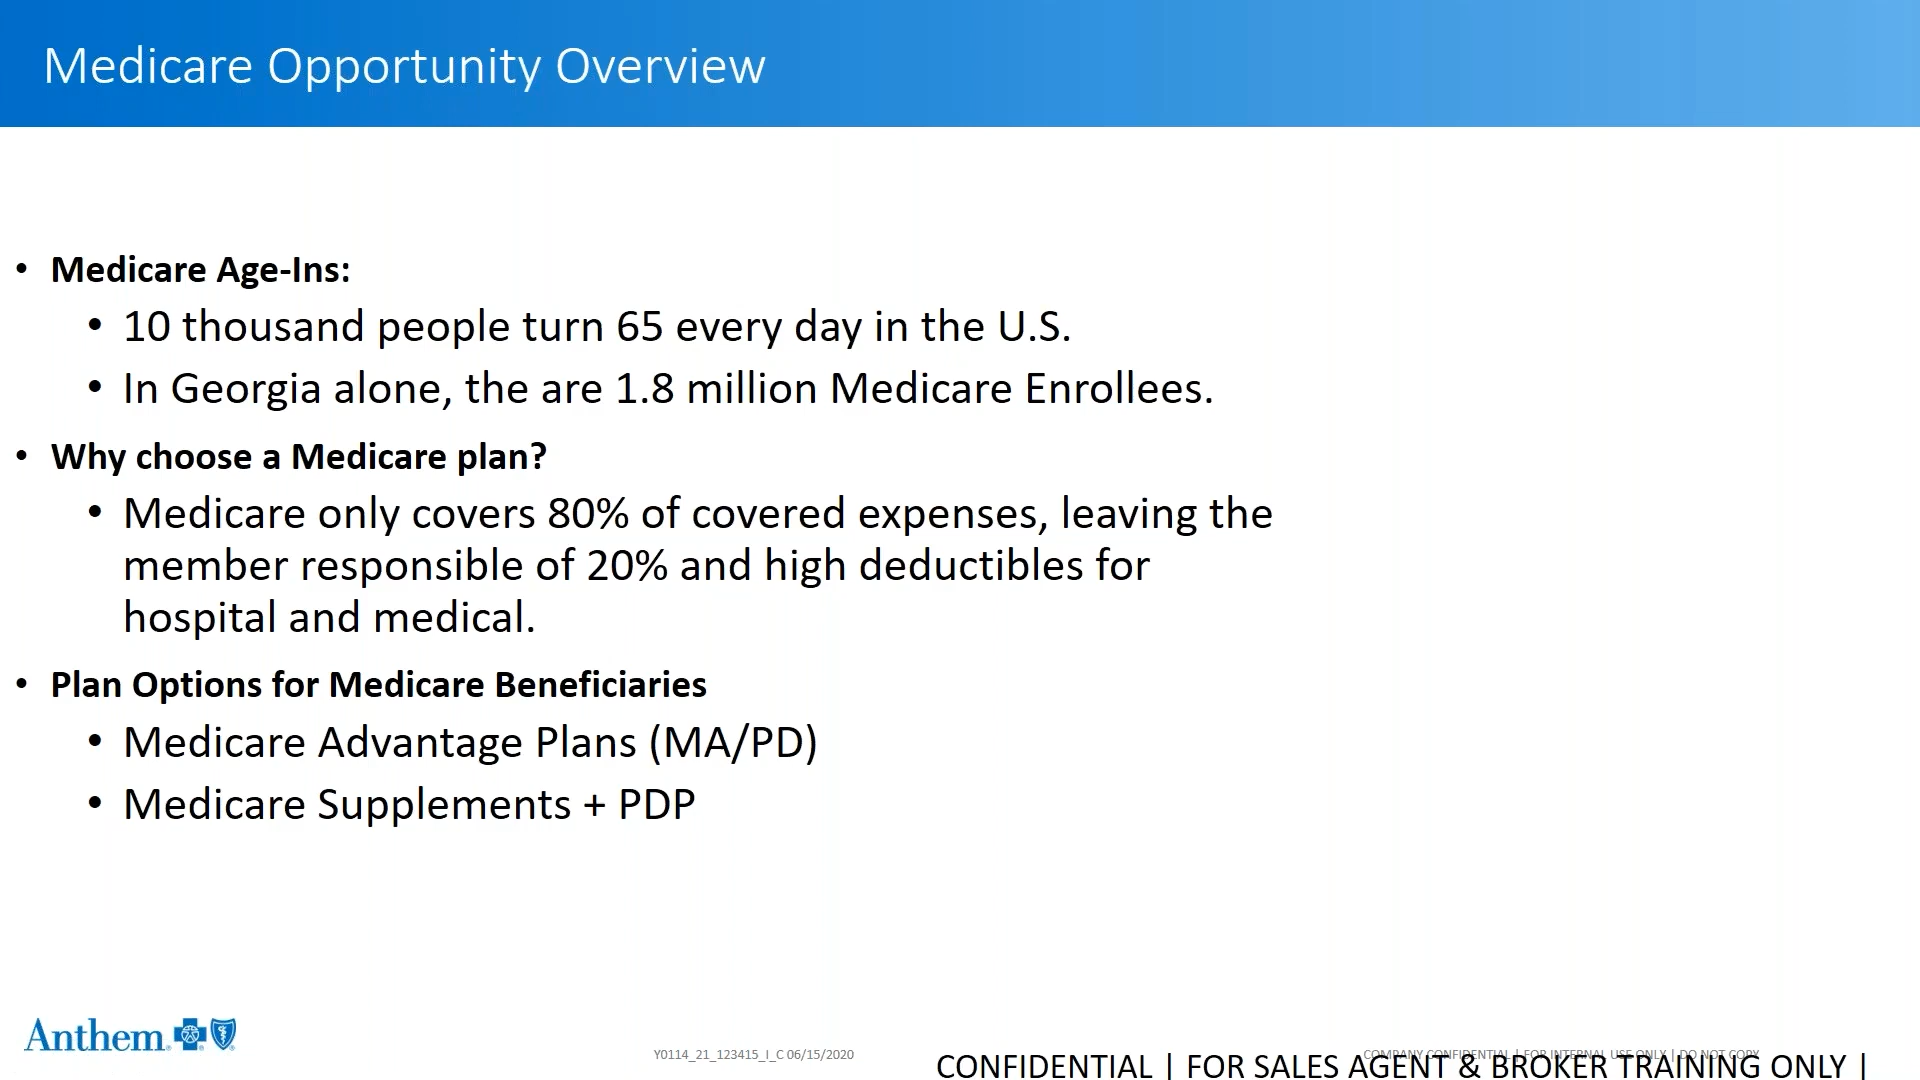 Medicare Opportunity Overview
• Medicare Age-Ins:
• 10 thousand people turn 65 every day in the U.S.
• In Georgia alone, the are 1.8 million Medicare Enrollees.
• Why choose a Medicare plan?
• Medicare only covers 80% of covered expenses, leaving the
member responsible of 20% and high deductibles for
hospital and medical.
• Plan Options for Medicare Beneficiaries
• Medicare Advantage Plans (MA/PD)
• Medicare Supplements + PDP
Anthem
Y0114_21_123415_I_C 06/15/2020
COMPANY CONFIDENTIAL | FOR INTERNAL USE ONLY | DO NOT COPY
CONFIDENTIAL | FOR SALES AGENT & BROKER TRAINING ONLY |